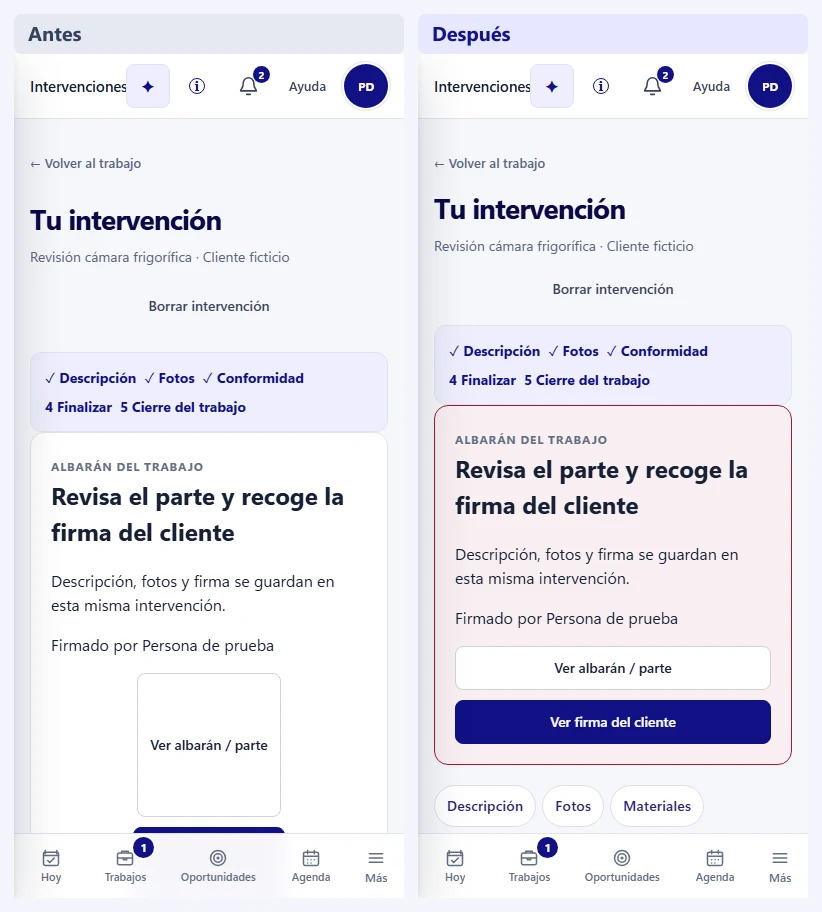 Antes
Intervenciones ✦ ⓘ 2 Ayuda PD
← Volver al trabajo
Tu intervención
Revisión cámara frigorífica · Cliente ficticio
Borrar intervención
✓ Descripción ✓ Fotos ✓ Conformidad
4 Finalizar 5 Cierre del trabajo
ALBARÁN DEL TRABAJO
Revisa el parte y recoge la
firma del cliente
Descripción, fotos y firma se guardan en
esta misma intervención.
Firmado por Persona de prueba
Ver albarán / parte
1
Hoy Trabajos Oportunidades Agenda Más
Después
Intervenciones ✦ ⓘ 2 Ayuda PD
← Volver al trabajo
Tu intervención
Revisión cámara frigorífica · Cliente ficticio
Borrar intervención
✓ Descripción ✓ Fotos ✓ Conformidad
4 Finalizar 5 Cierre del trabajo
ALBARÁN DEL TRABAJO
Revisa el parte y recoge la
firma del cliente
Descripción, fotos y firma se guardan en
esta misma intervención.
Firmado por Persona de prueba
Ver albarán / parte
Ver firma del cliente
Descripción Fotos Materiales
1
Hoy Trabajos Oportunidades Agenda Más